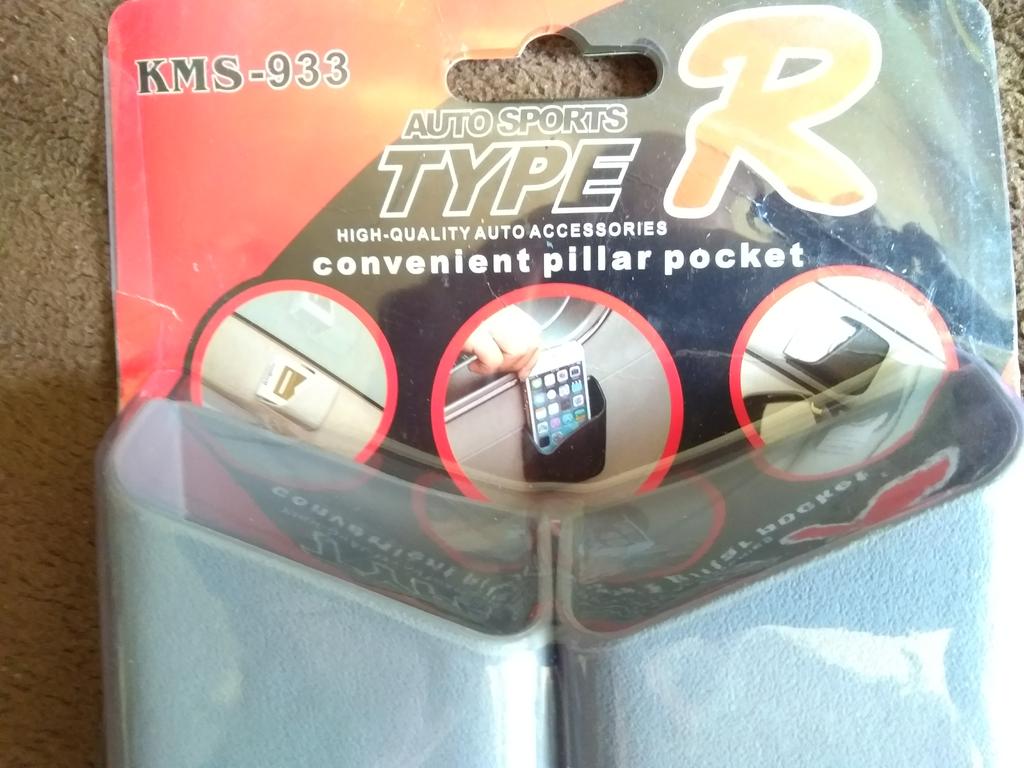 KMS-933
AUTO SPORTS
TYPE R
HIGH-QUALITY AUTO ACCESSORIES
convenient pillar pocket